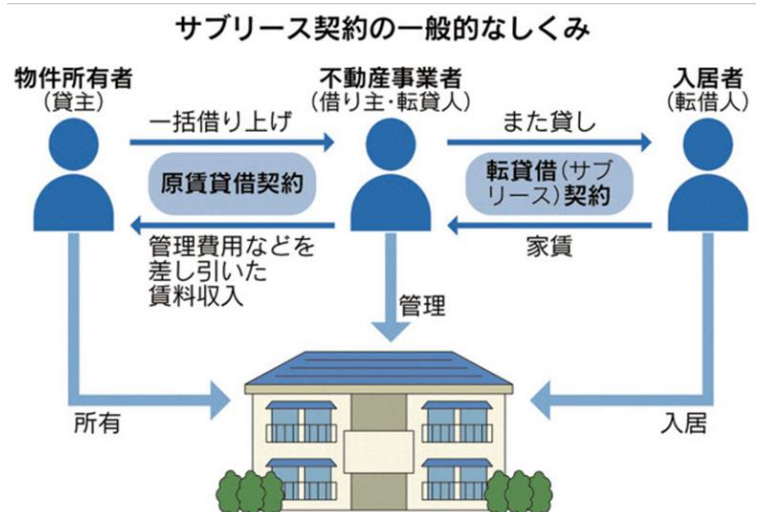 サブリース契約の一般的なしくみ
物件所有者
(貸主)
不動産事業者
(借り主・転貸人)
入居者
(転借人)
一括借り上げ
また貸し
原賃貸借契約
転貸借(サブ
リース)契約
管理費用などを
差し引いた
賃料収入
家賃
管理
所有
入居